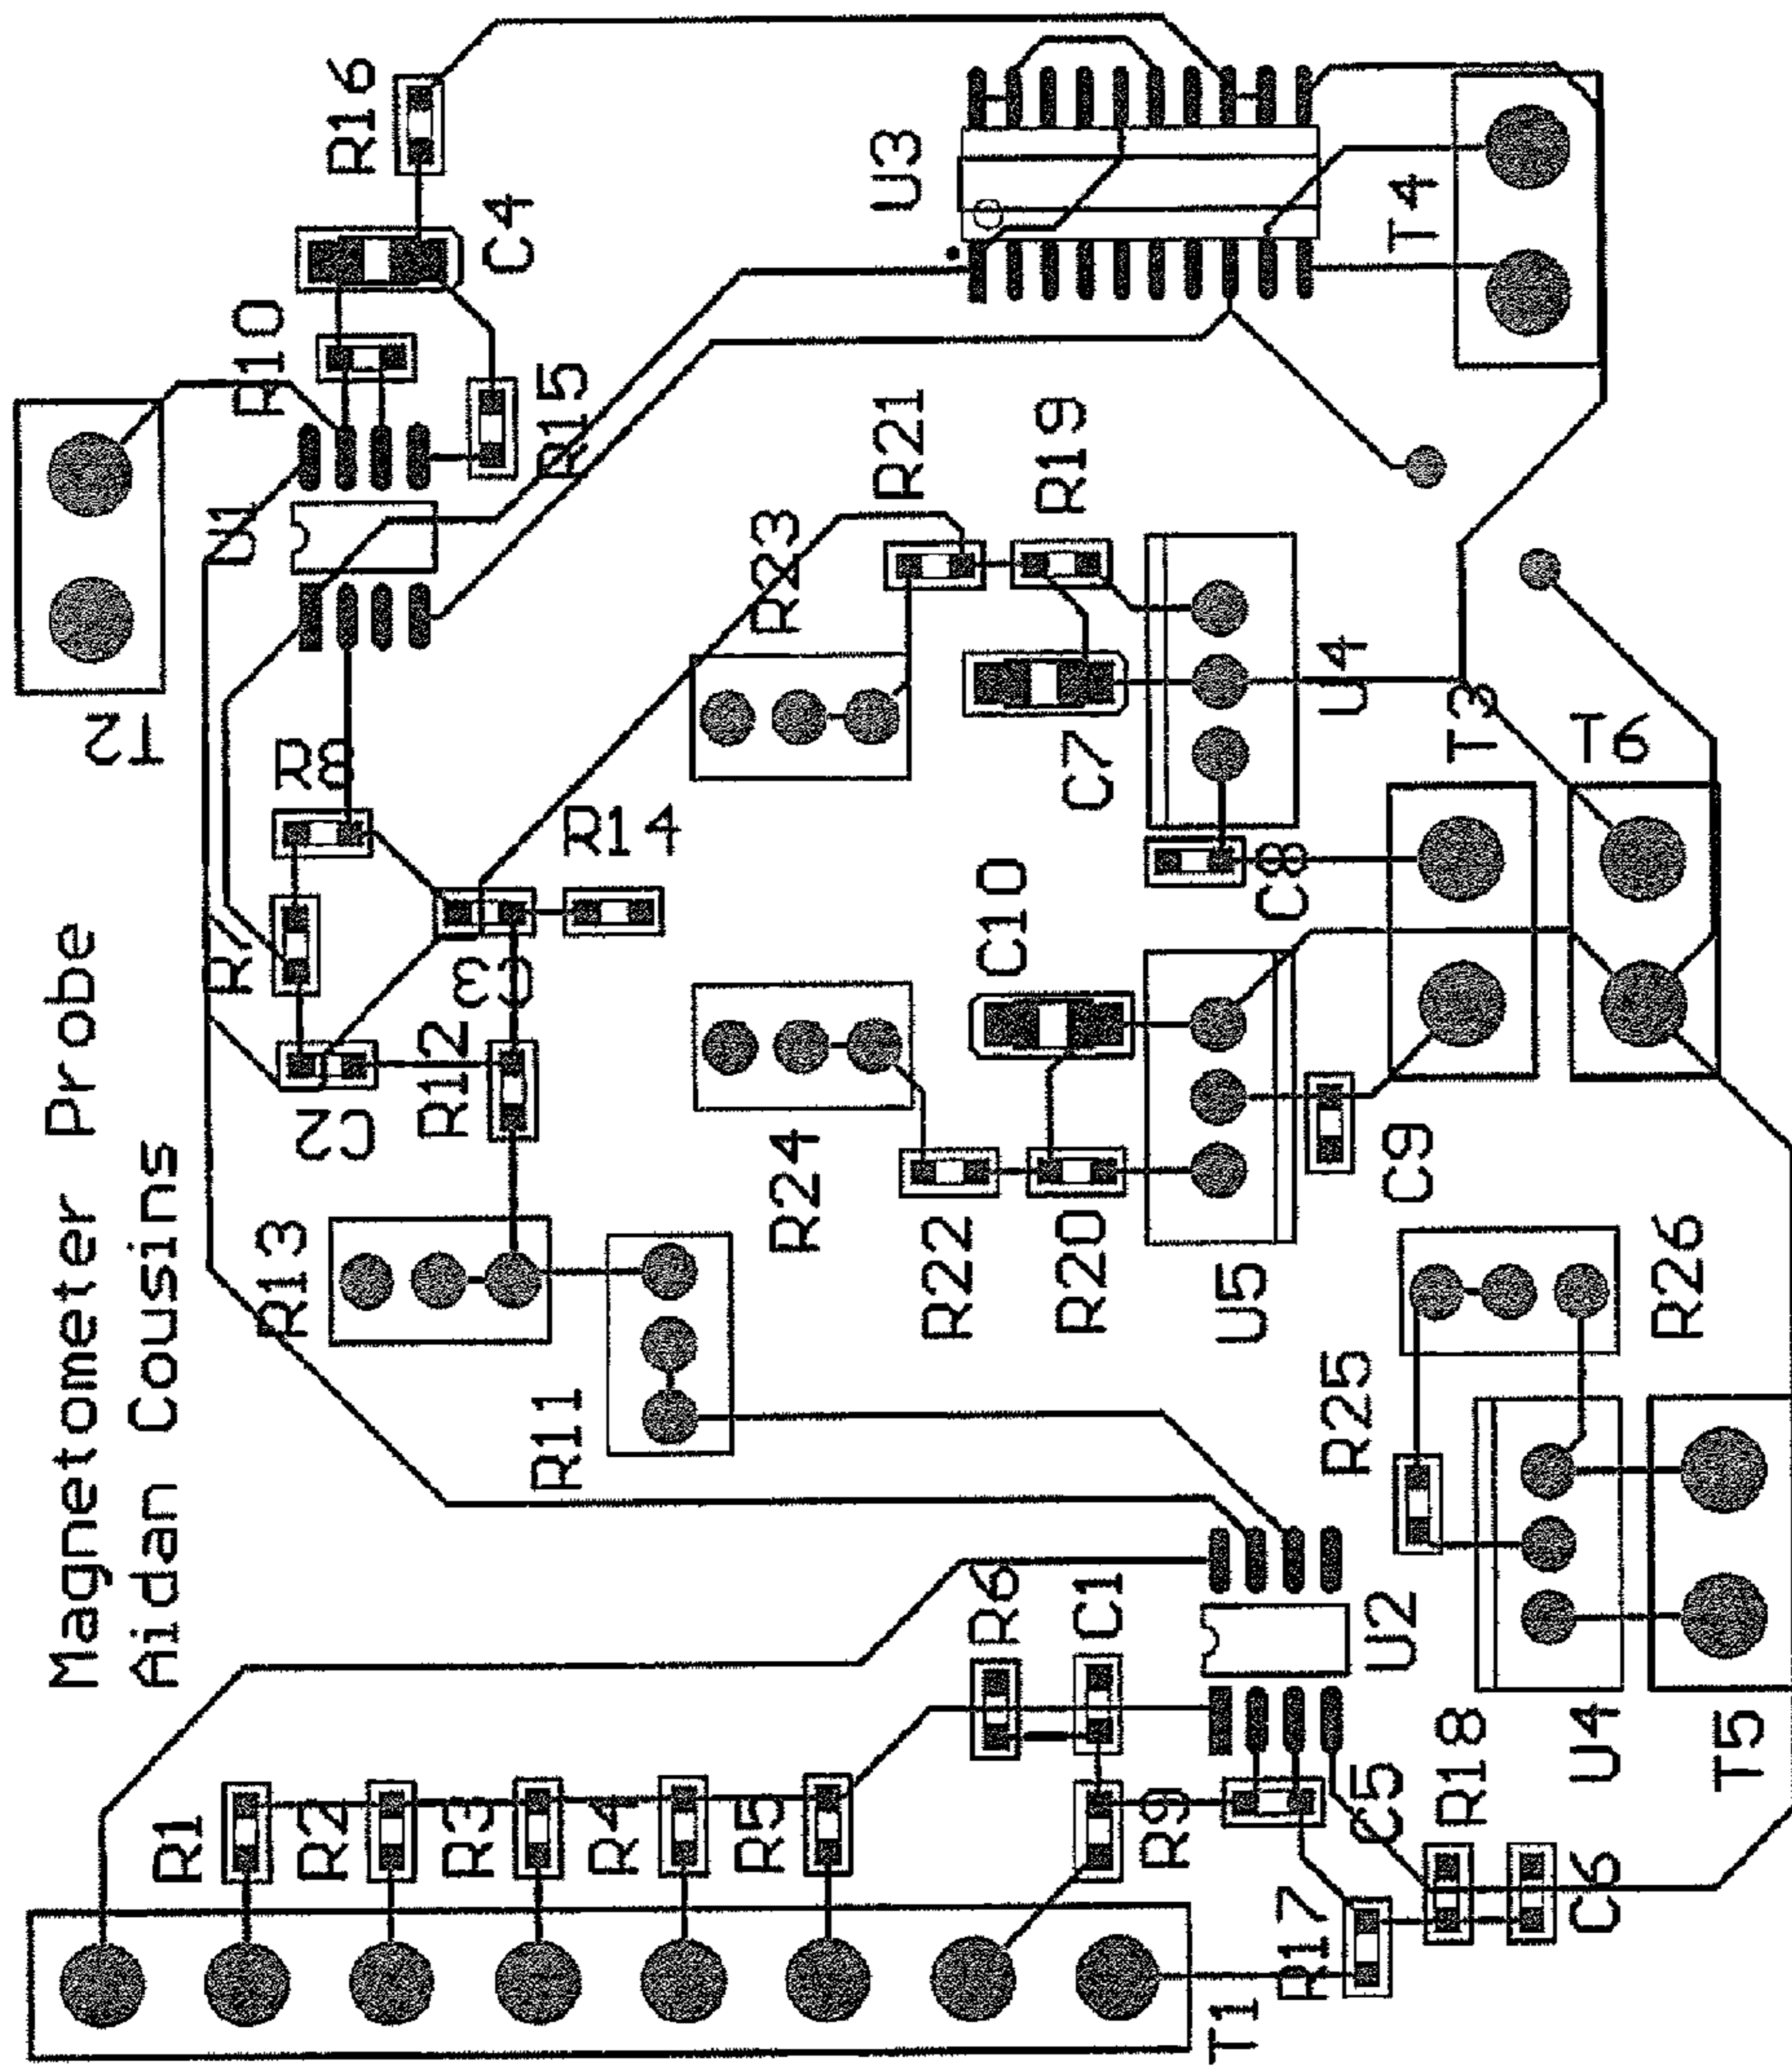 Magnetometer Probe
Aidan Cousins
R16
U3
C4
T4
R10
R15
U1
R21
R19
T2
R23
U4
R8
C7
T3
T6
R14
C8
R7
C10
C3
C2
R12
R24
C9
R13
R22
R20
U5
R26
R11
R25
R6
C1
U2
R18
U4
T5
R1
R2
R3
R4
R5
R9
C5
C6
R17
T1